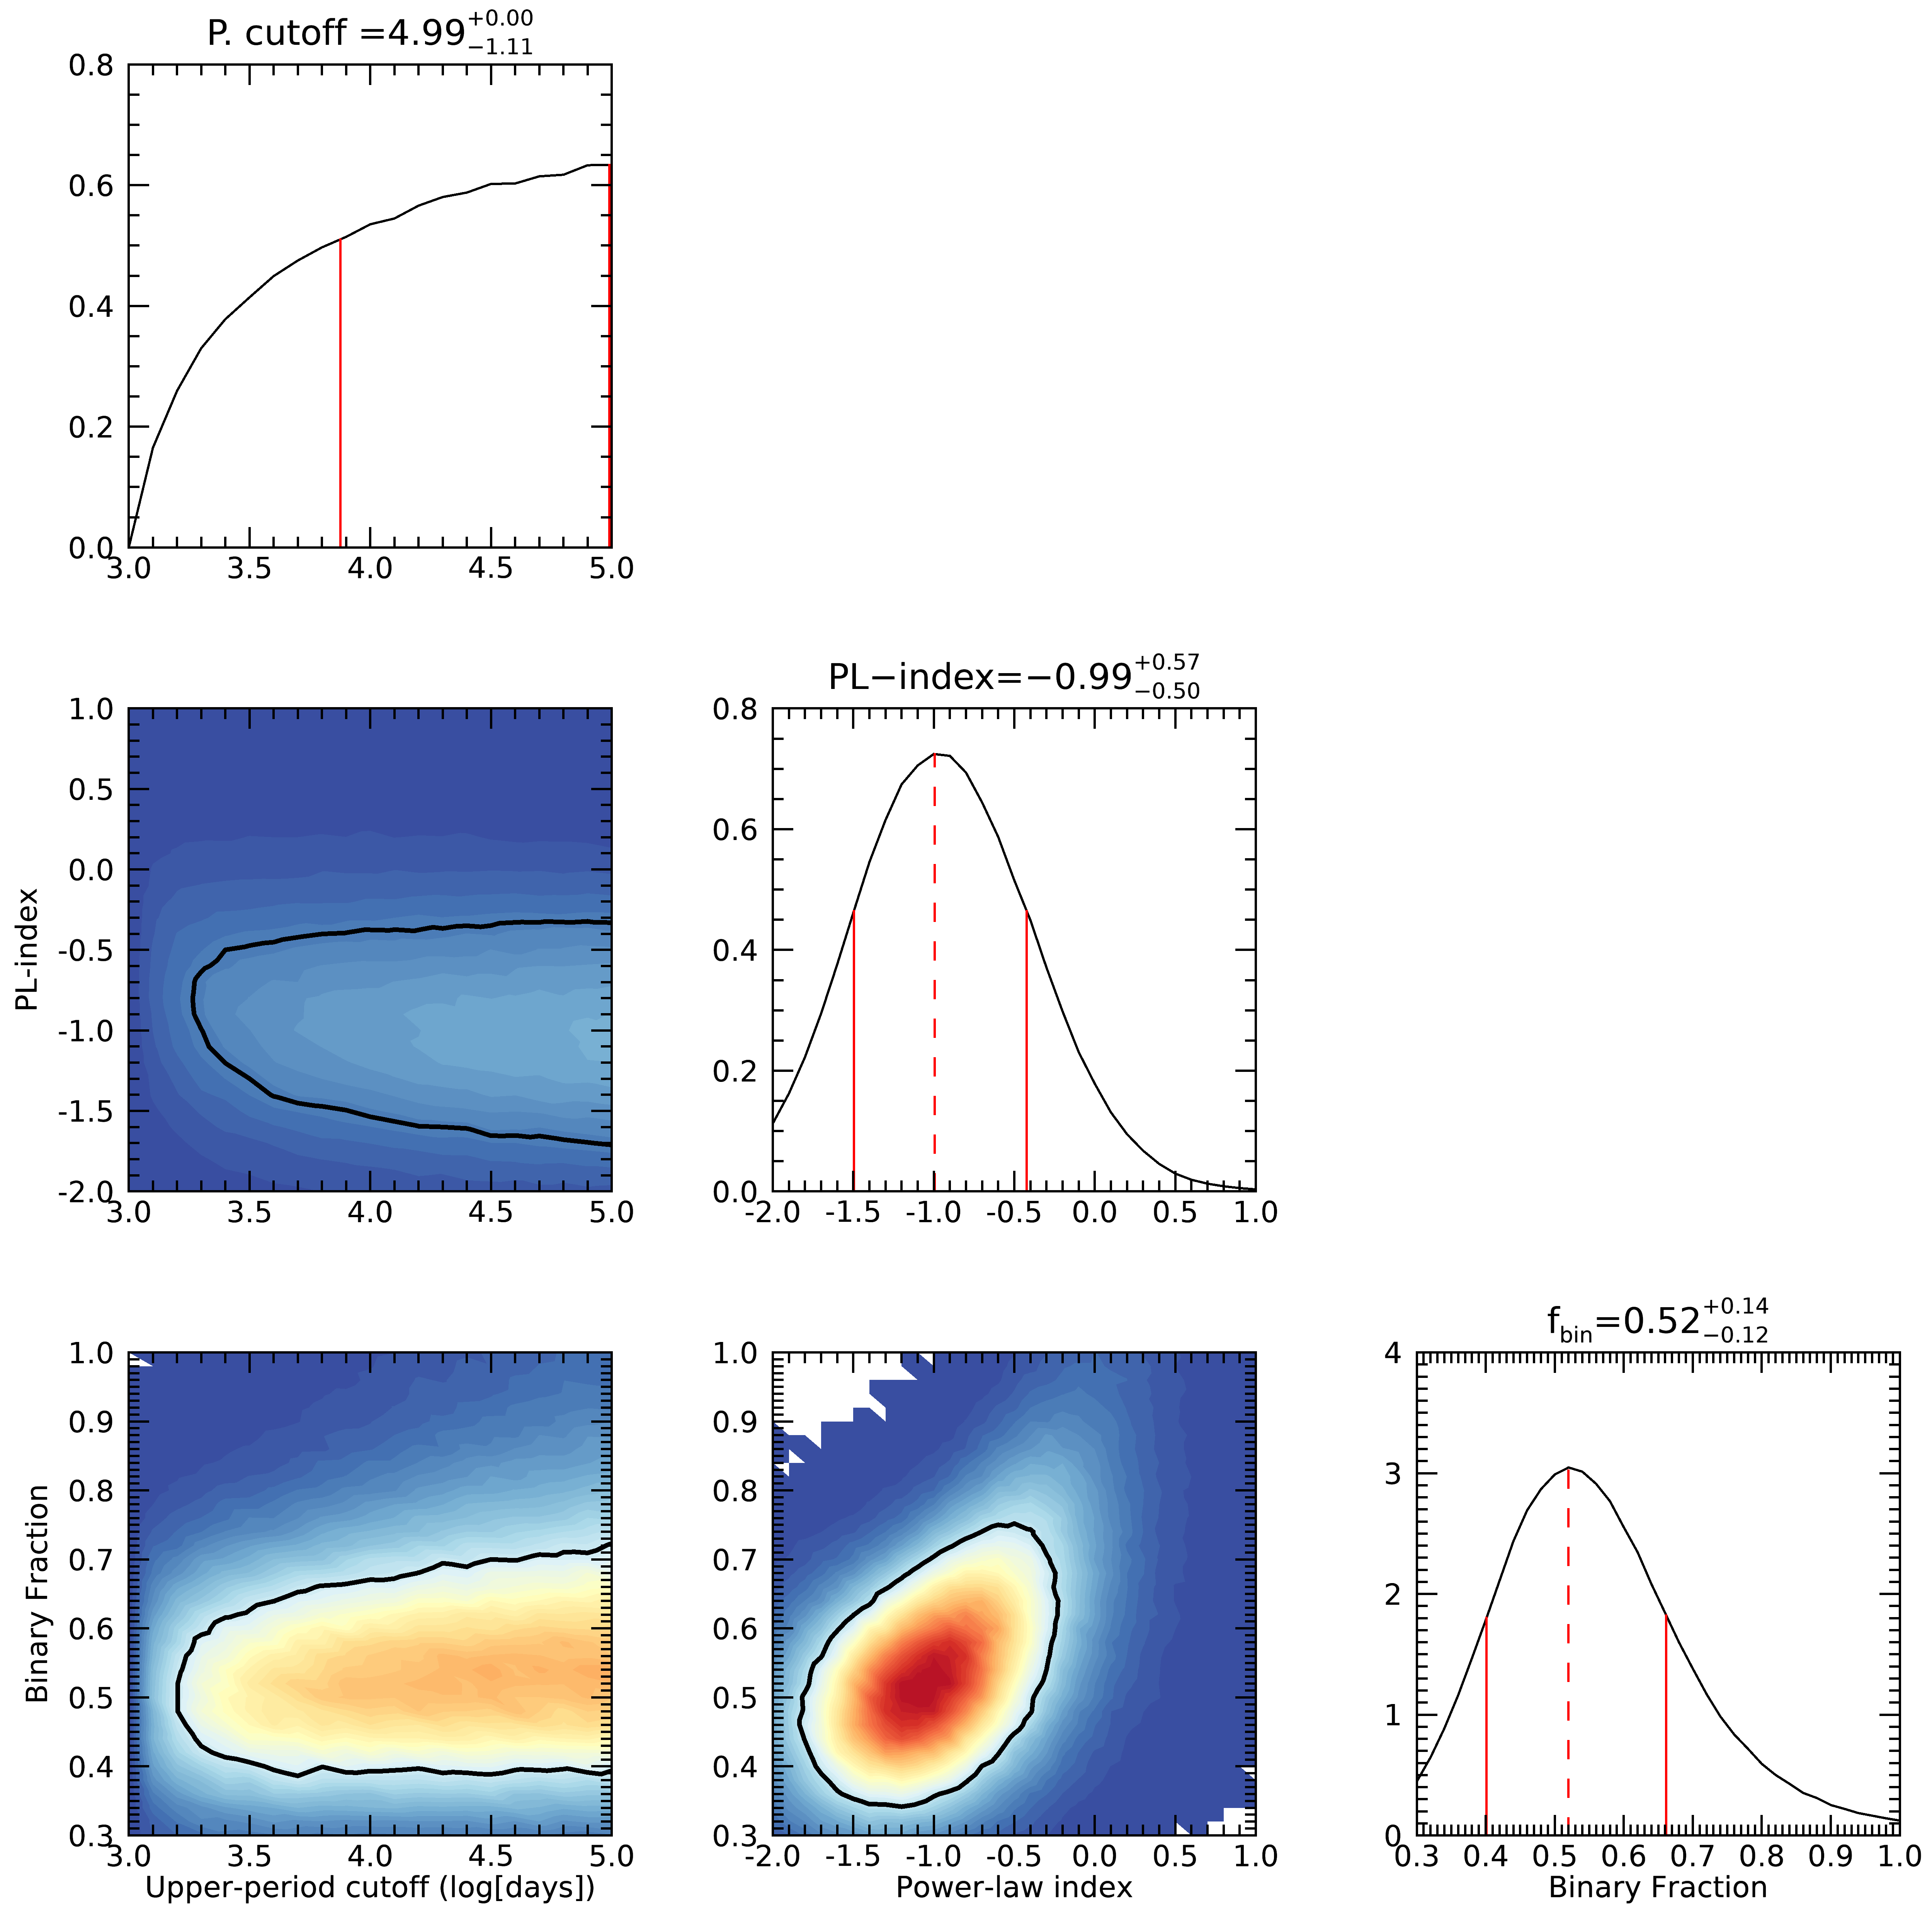 P. cutoff =4.99 +0.00 −1.11
0.8
0.6
0.4
0.2
0.0
3.0 3.5 4.0 4.5 5.0
PL−index=−0.99 +0.57 −0.50
PL-index
1.0
0.5
0.0
-0.5
-1.0
-1.5
-2.0
3.0 3.5 4.0 4.5 5.0
0.8
0.6
0.4
0.2
0.0
-2.0 -1.5 -1.0 -0.5 0.0 0.5 1.0
fbin=0.52 +0.14 −0.12
Binary Fraction
1.0
0.9
0.8
0.7
0.6
0.5
0.4
0.3
3.0 3.5 4.0 4.5 5.0
Upper-period cutoff (log[days])
1.0
0.9
0.8
0.7
0.6
0.5
0.4
0.3
-2.0 -1.5 -1.0 -0.5 0.0 0.5 1.0
Power-law index
4
3
2
1
0
0.3 0.4 0.5 0.6 0.7 0.8 0.9 1.0
Binary Fraction